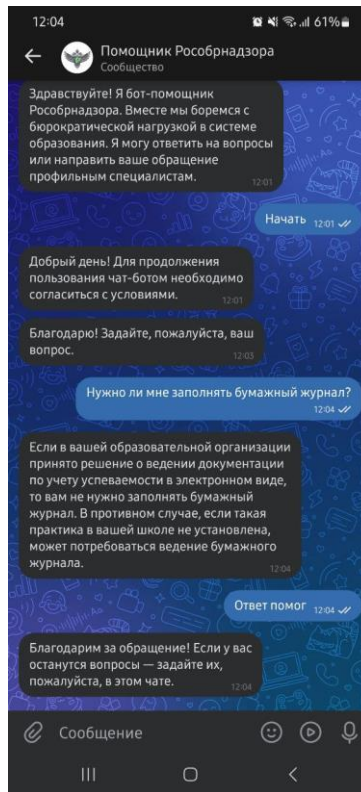 12:04
61%
Помощник Рособрнадзора
Сообщество
Здравствуйте! Я бот-помощник
Рособрнадзора. Вместе мы боремся с
бюрократической нагрузкой в системе
образования. Я могу ответить на вопросы
или направить ваше обращение
профильным специалистам.
12:01
Начать 12:01
Добрый день! Для продолжения
пользования чат-ботом необходимо
согласиться с условиями.
12:01
Благодарю! Задайте, пожалуйста, ваш
вопрос.
12:03
Нужно ли мне заполнять бумажный журнал?
12:04
Если в вашей образовательной организации
принято решение о ведении документации
по учету успеваемости в электронном виде,
то вам не нужно заполнять бумажный
журнал. В противном случае, если такая
практика в вашей школе не установлена,
может потребоваться ведение бумажного
журнала.
12:04
Ответ помог 12:04
Благодарим за обращение! Если у вас
останутся вопросы — задайте их,
пожалуйста, в этом чате.
12:04
Сообщение